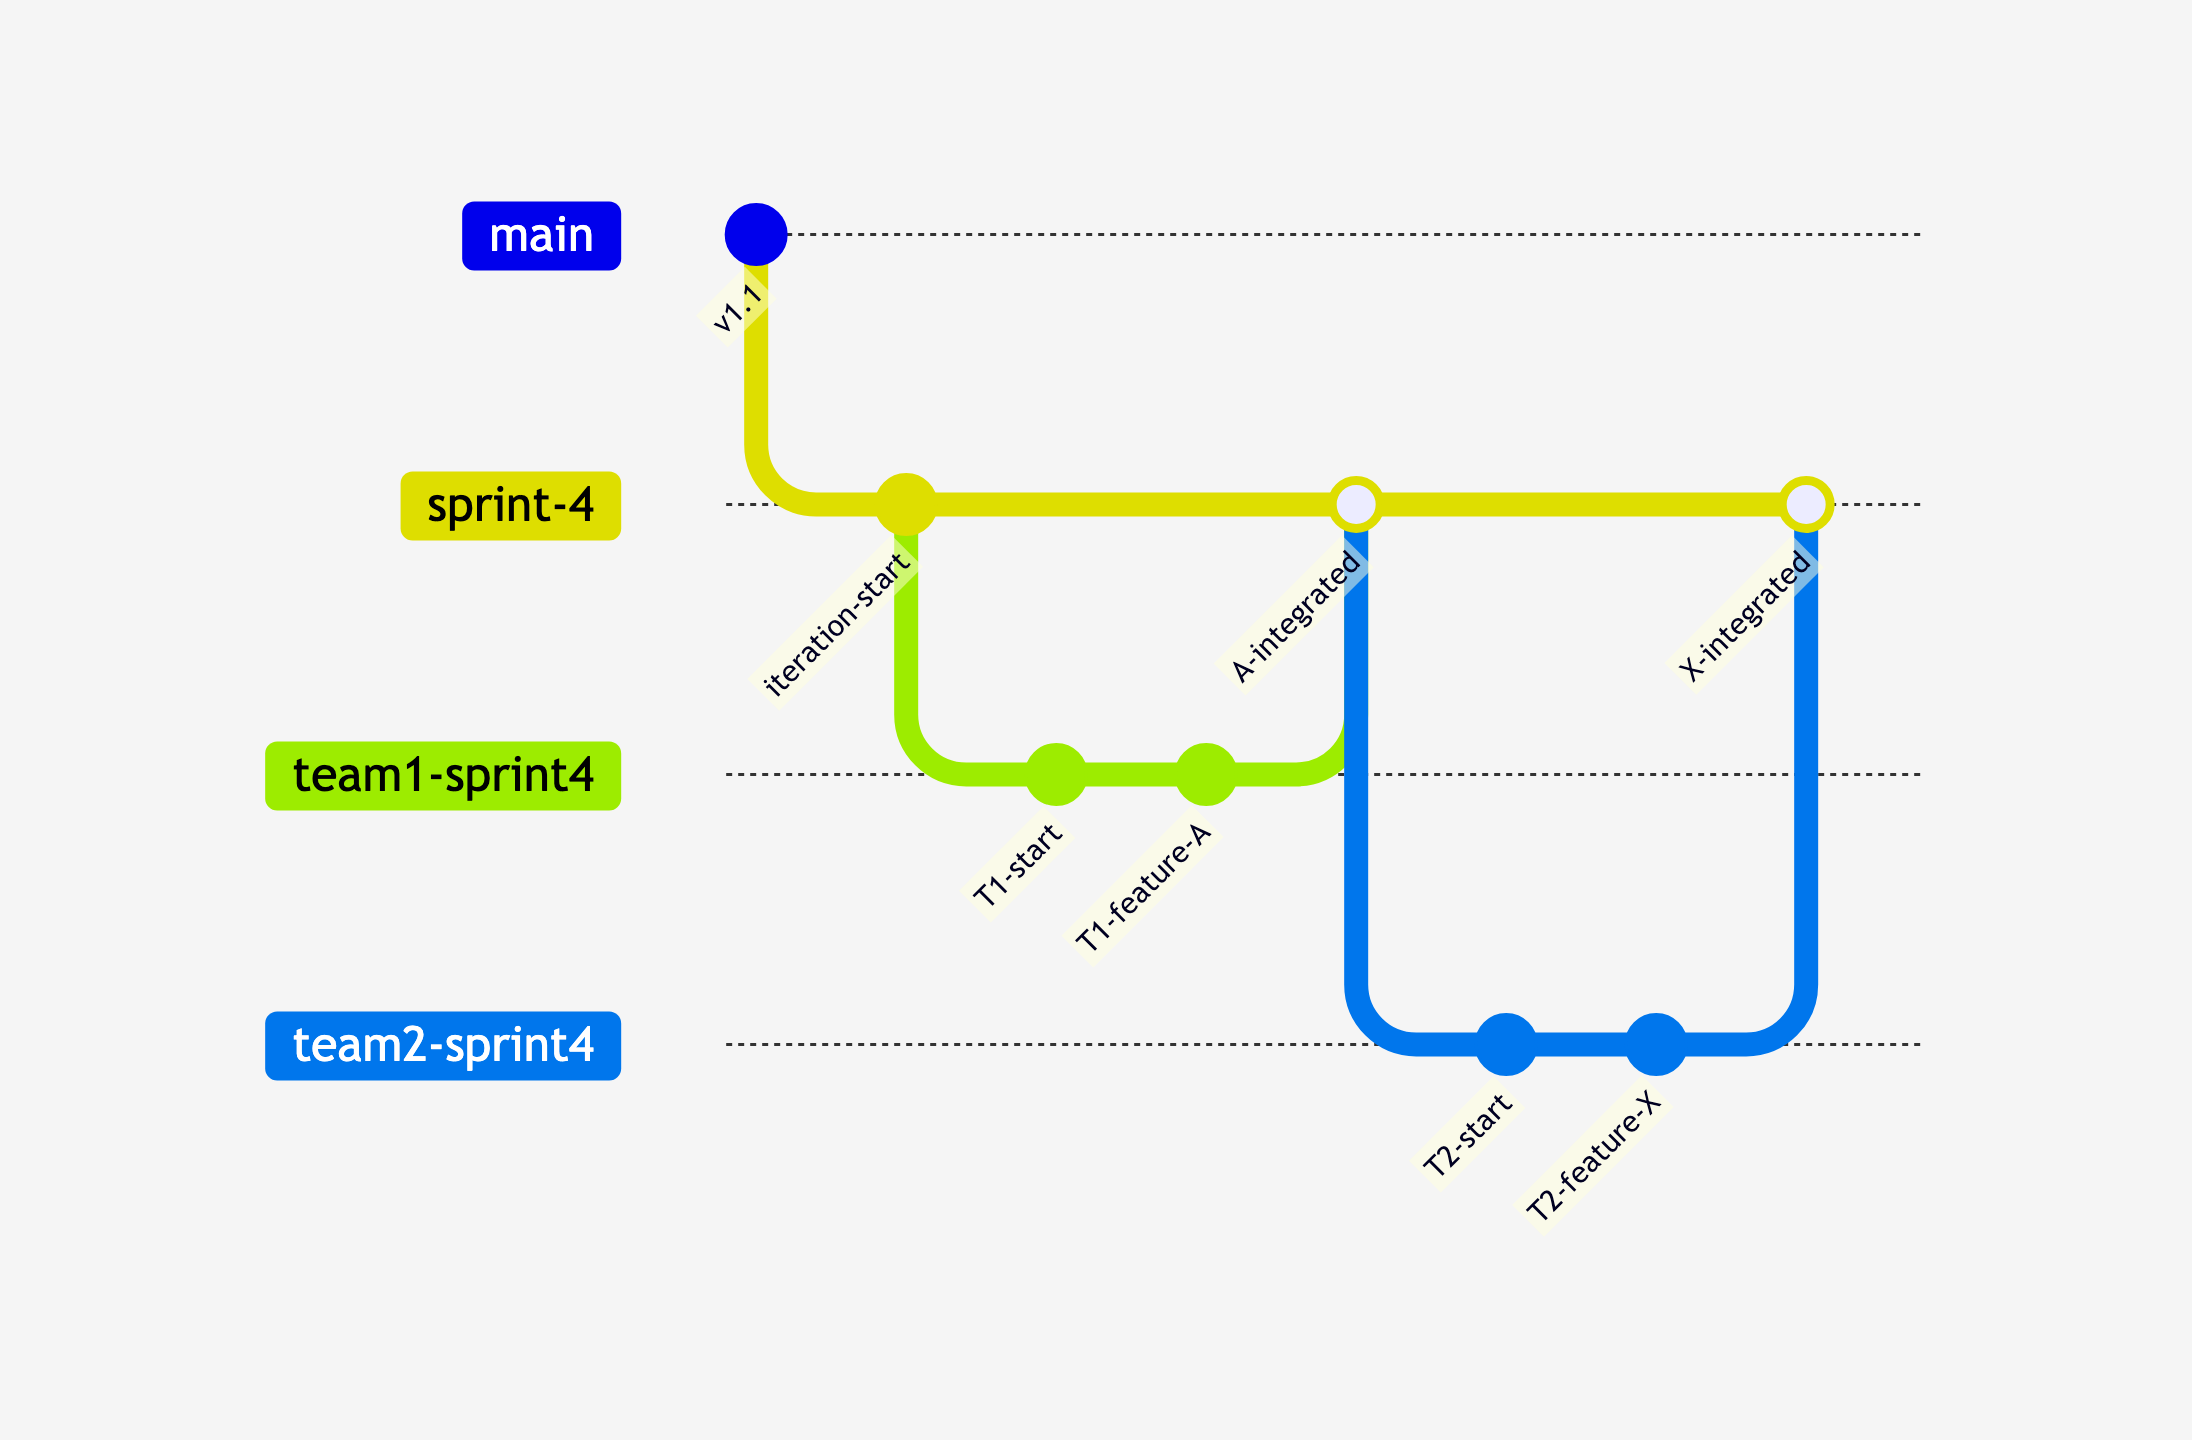 main
v1.1
sprint-4
iteration-start
A-integrated
X-integrated
team1-sprint4
T1-start
T1-feature-A
team2-sprint4
T2-start
T2-feature-X